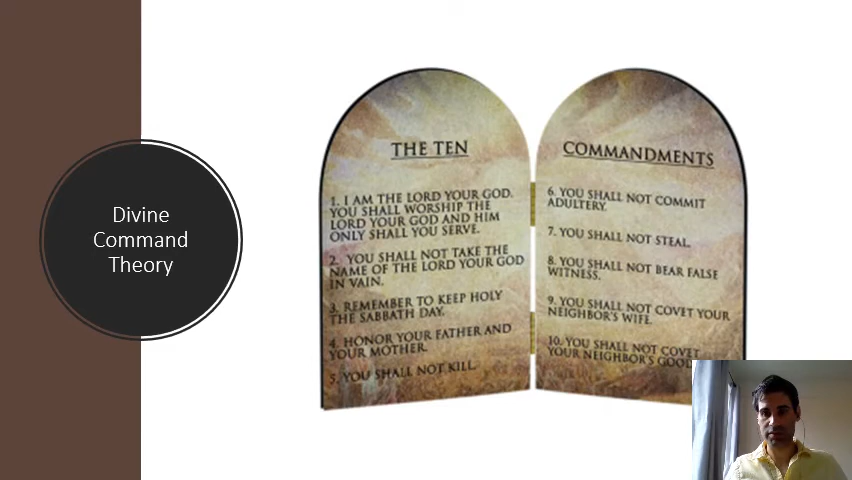 Divine
Command
Theory
THE TEN
1. I AM THE LORD YOUR GOD.
YOU SHALL WORSHIP THE
LORD YOUR GOD AND HIM
ONLY SHALL YOU SERVE.
2. YOU SHALL NOT TAKE THE
NAME OF THE LORD YOUR GOD
IN VAIN.
3. REMEMBER TO KEEP HOLY
THE SABBATH DAY.
4. HONOR YOUR FATHER AND
YOUR MOTHER.
5. YOU SHALL NOT KILL.
COMMANDMENTS
6. YOU SHALL NOT COMMIT
ADULTERY.
7. YOU SHALL NOT STEAL.
8. YOU SHALL NOT BEAR FALSE
WITNESS.
9. YOU SHALL NOT COVET YOUR
NEIGHBOR'S WIFE.
10. YOU SHALL NOT COVET
YOUR NEIGHBOR'S GOOD